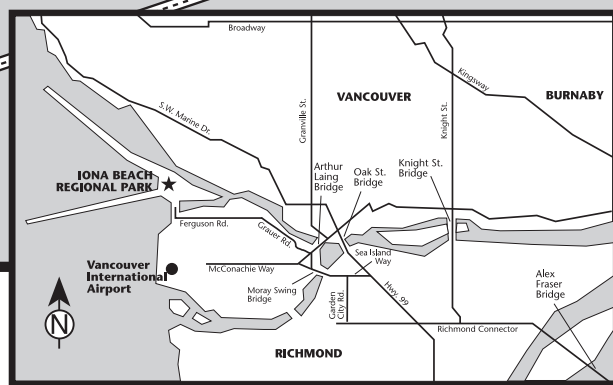 Broadway
Kingsway
VANCOUVER
BURNABY
S.W. Marine Dr.
Granville St.
Knight St.
Arthur
Laing
Bridge
Oak St.
Bridge
Knight St.
Bridge
IONA BEACH
REGIONAL PARK
Ferguson Rd.
Grauer Rd.
McConachie Way
Sea Island
Way
Vancouver
International
Airport
Moray Swing
Bridge
Garden
City Rd.
Hwy. 99
Alex
Fraser
Bridge
Richmond Connector
N
RICHMOND